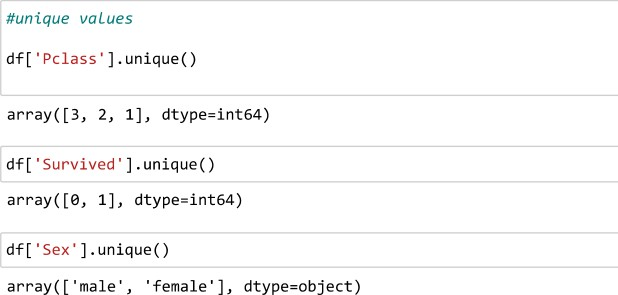 #unique values
df['Pclass'].unique()
array([3, 2, 1], dtype=int64)
df['Survived'].unique()
array([0, 1], dtype=int64)
df['Sex'].unique()
array(['male', 'female'], dtype=object)